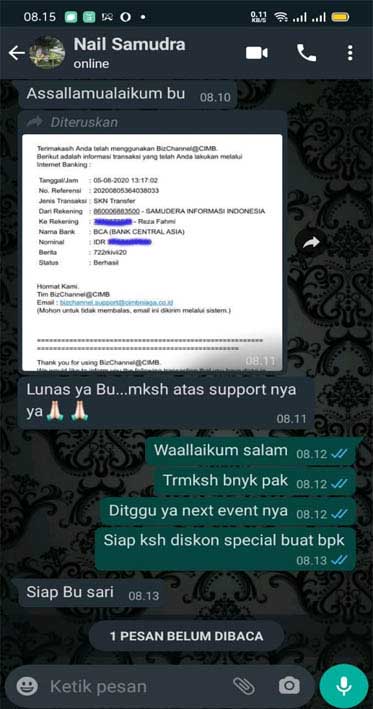 08.15
0.11
KB/S
Nail Samudra
online
Assallamualaikum bu 08.10
Diteruskan
Terimakasih Anda telah menggunakan BizChannel@CIMB.
Berikut adalah informasi transaksi yang telah Anda lakukan melalui
Internet Banking :
Tanggal/Jam : 05-08-2020 13:17:02
No. Referensi : 20200805364038033
Jenis Transaksi : SKN Transfer
Dari Rekening : 860006883500 - SAMUDERA INFORMASI INDONESIA
Ke Rekening : - Reza Fahmi
Nama Bank : BCA (BANK CENTRAL ASIA)
Nominal : IDR
Berita : 722rkivii20
Status : Berhasil
Hormat Kami.
Tim BizChannel@CIMB
Email : bizchannel.support@cimbniaga.co.id
(Mohon untuk tidak membalas, email ini dikirim melalui sistem.)
Thank you for using BizChannel@CIMB.
08.11
Lunas ya Bu...mksh atas support nya
ya🙏🏻 🙏🏻 08.11
Waallaikum salam 08.12
Trmksh bnyk pak 08.12
Ditggu ya next event nya 08.12
Siap ksh diskon special buat bpk
08.13
Siap Bu sari 08.13
1 PESAN BELUM DIBACA
Ketik pesan